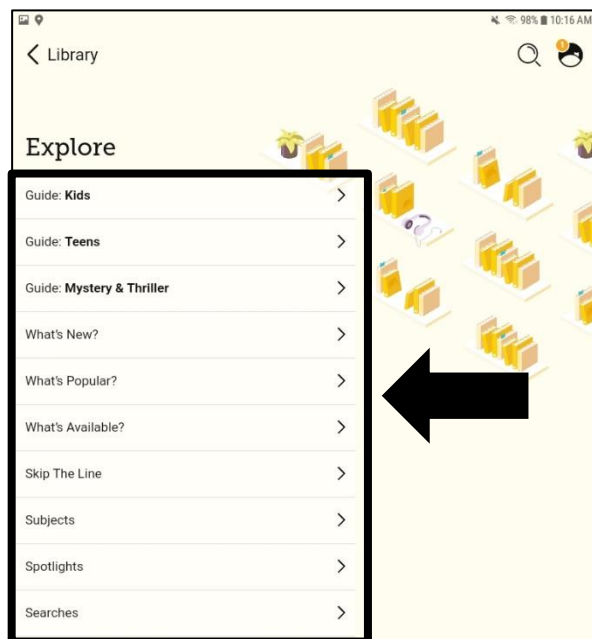 98% 10:16 AM
Library
1
Explore
Guide: Kids
Guide: Teens
Guide: Mystery & Thriller
What's New?
What's Popular?
What's Available?
Skip The Line
Subjects
Spotlights
Searches